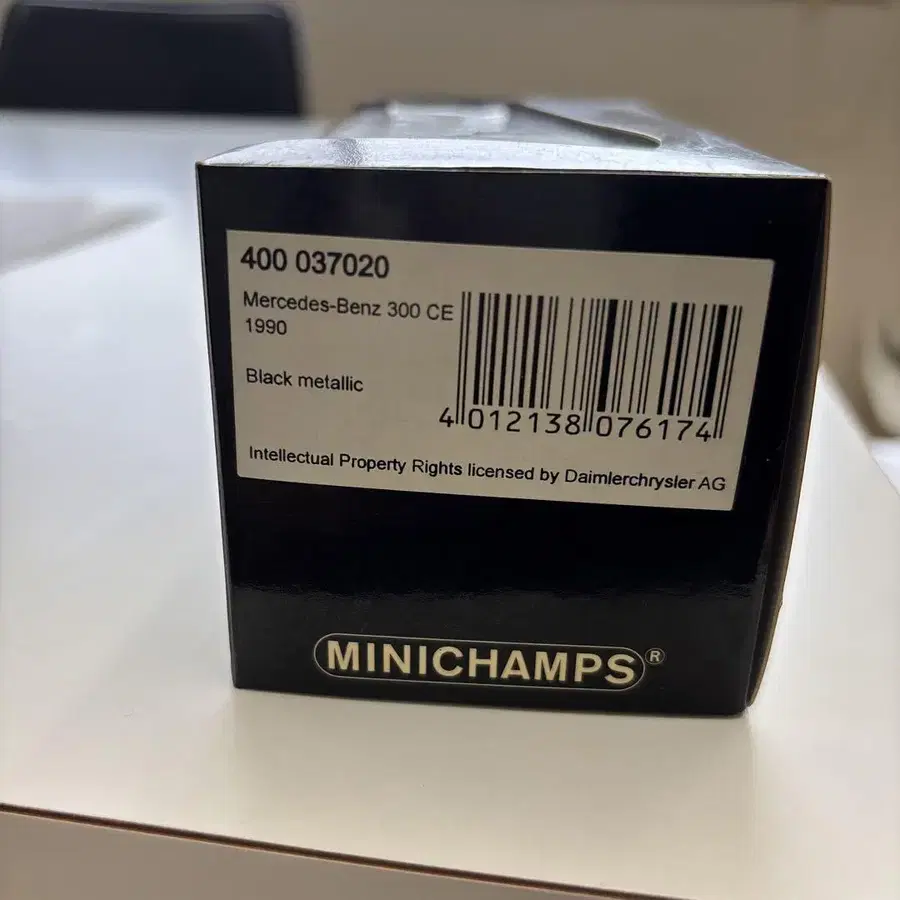 400 037020
Mercedes-Benz 300 CE
1990
Black metallic
4 012138 076174
Intellectual Property Rights licensed by Daimlerchrysler AG
MINICHAMPS®